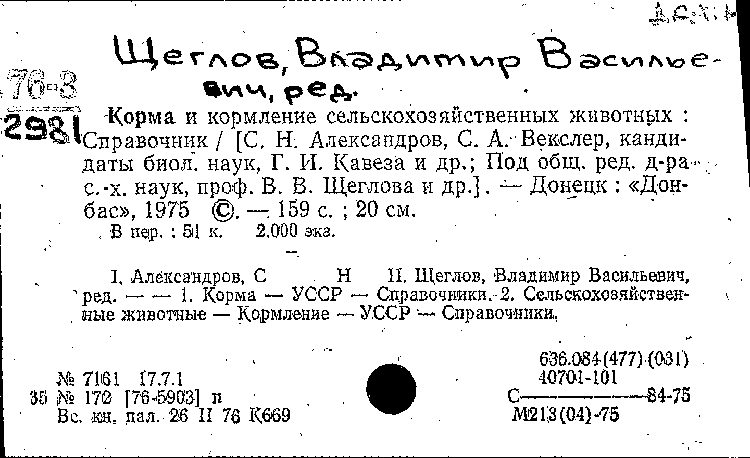 Щеглов, Владимир Василье-
вич, ред.
76-3
2981
Корма и кормление сельскохозяйственных животных :
Справочник / [С. Н. Александров, С. А. Векслер, канди-
даты биол. наук, Г. И. Кавеза и др.; Под общ. ред. д-ра
с.-х. наук, проф. В. В. Щеглова и др.]. — Донецк : «Дон-
бас», 1975 ©. — 159 с. ; 20 см.
В пер. : 51 к. 2.000 экз.
I. Александров, С Н II. Щеглов, Владимир Васильевич,
ред. — — 1. Корма — УССР — Справочники. 2. Сельскохозяйствен-
ные животные — Кормление — УССР — Справочники.
636.084(477)(031)
№ 7161 17.7.1 40704-101
35 № 172 [76-5903] п С——84-75
Вс. кн. пал. 26 II 76 К669 М213(04)-75